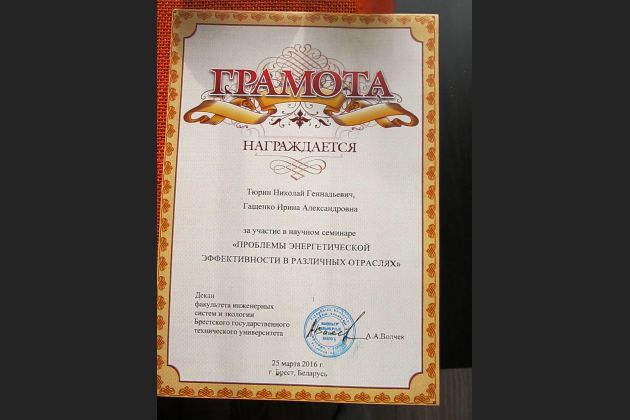 ГРАМОТА
НАГРАЖДАЕТСЯ
Тюрин Николай Геннадьевич,
Гащенко Ирина Александровна
за участие в научном семинаре
«ПРОБЛЕМЫ ЭНЕРГЕТИЧЕСКОЙ
ЭФФЕКТИВНОСТИ В РАЗЛИЧНЫХ ОТРАСЛЯХ»
Декан
факультета инженерных
систем и экологии
Брестского государственного
технического университета
А.А.Волчек
25 марта 2016 г.
г. Брест, Беларусь